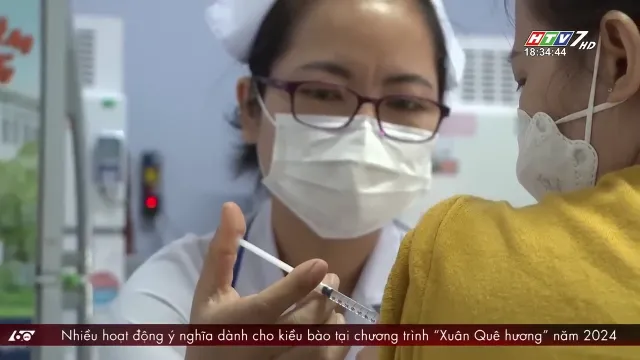 HTV7 HD
18:34:44
60
Nhiều hoạt động ý nghĩa dành cho kiều bào tại chương trình “Xuân Quê hương” năm 2024